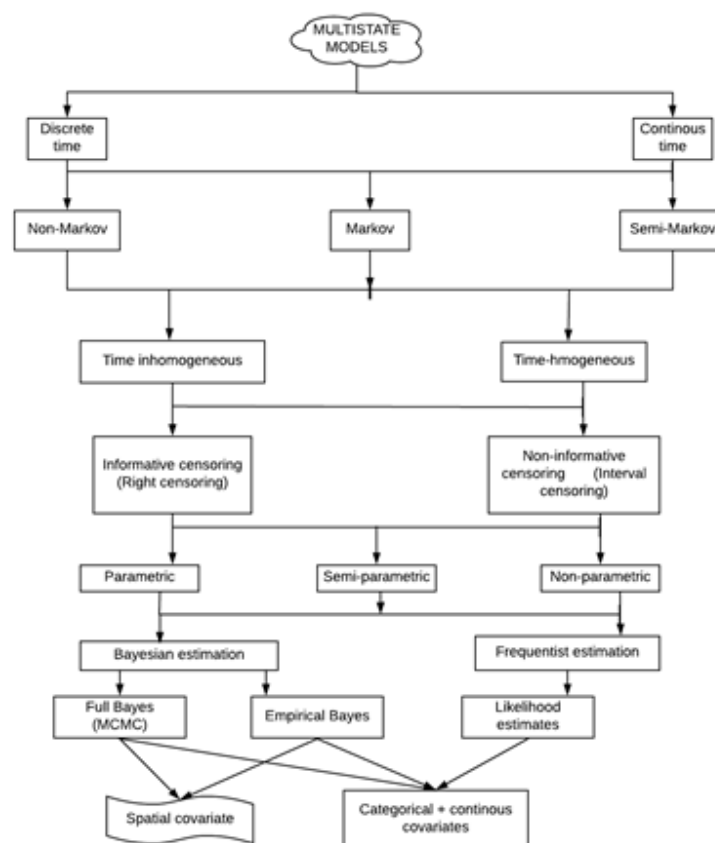 MULTISTATE
MODELS
Discrete
time
Continous
time
Non-Markov
Markov
Semi-Markov
Time inhomogeneous
Time-hmogeneous
Informative censoring
(Right censoring)
Non-informative
censoring (Interval
censoring)
Parametric
Semi-parametric
Non-parametric
Bayesian estimation
Frequentist estimation
Full Bayes
(MCMC)
Empirical Bayes
Likelihood
estimates
Spatial covariate
Categorical + continous
covariates